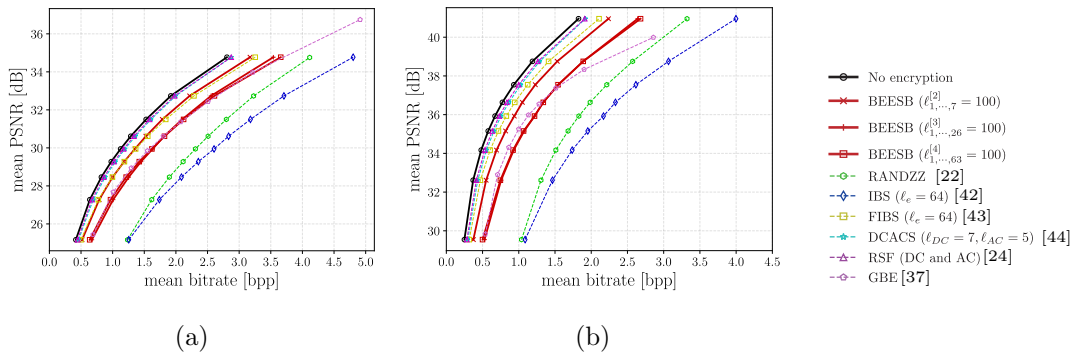 mean PSNR [dB]
36
34
32
30
28
26
0.0 0.5 1.0 1.5 2.0 2.5 3.0 3.5 4.0 4.5 5.0
mean bitrate [bpp]
(a)
mean PSNR [dB]
40
38
36
34
32
30
0.0 0.5 1.0 1.5 2.0 2.5 3.0 3.5 4.0 4.5
mean bitrate [bpp]
(b)
No encryption
BEESB (ℓ^{[2]}_{1,⋯,7} = 100)
BEESB (ℓ^{[3]}_{1,⋯,26} = 100)
BEESB (ℓ^{[4]}_{1,⋯,63} = 100)
RANDZZ [22]
IBS (ℓ_e = 64) [42]
FIBS (ℓ_e = 64) [43]
DCACS (ℓ_{DC} = 7, ℓ_{AC} = 5) [44]
RSF (DC and AC) [24]
GBE [37]